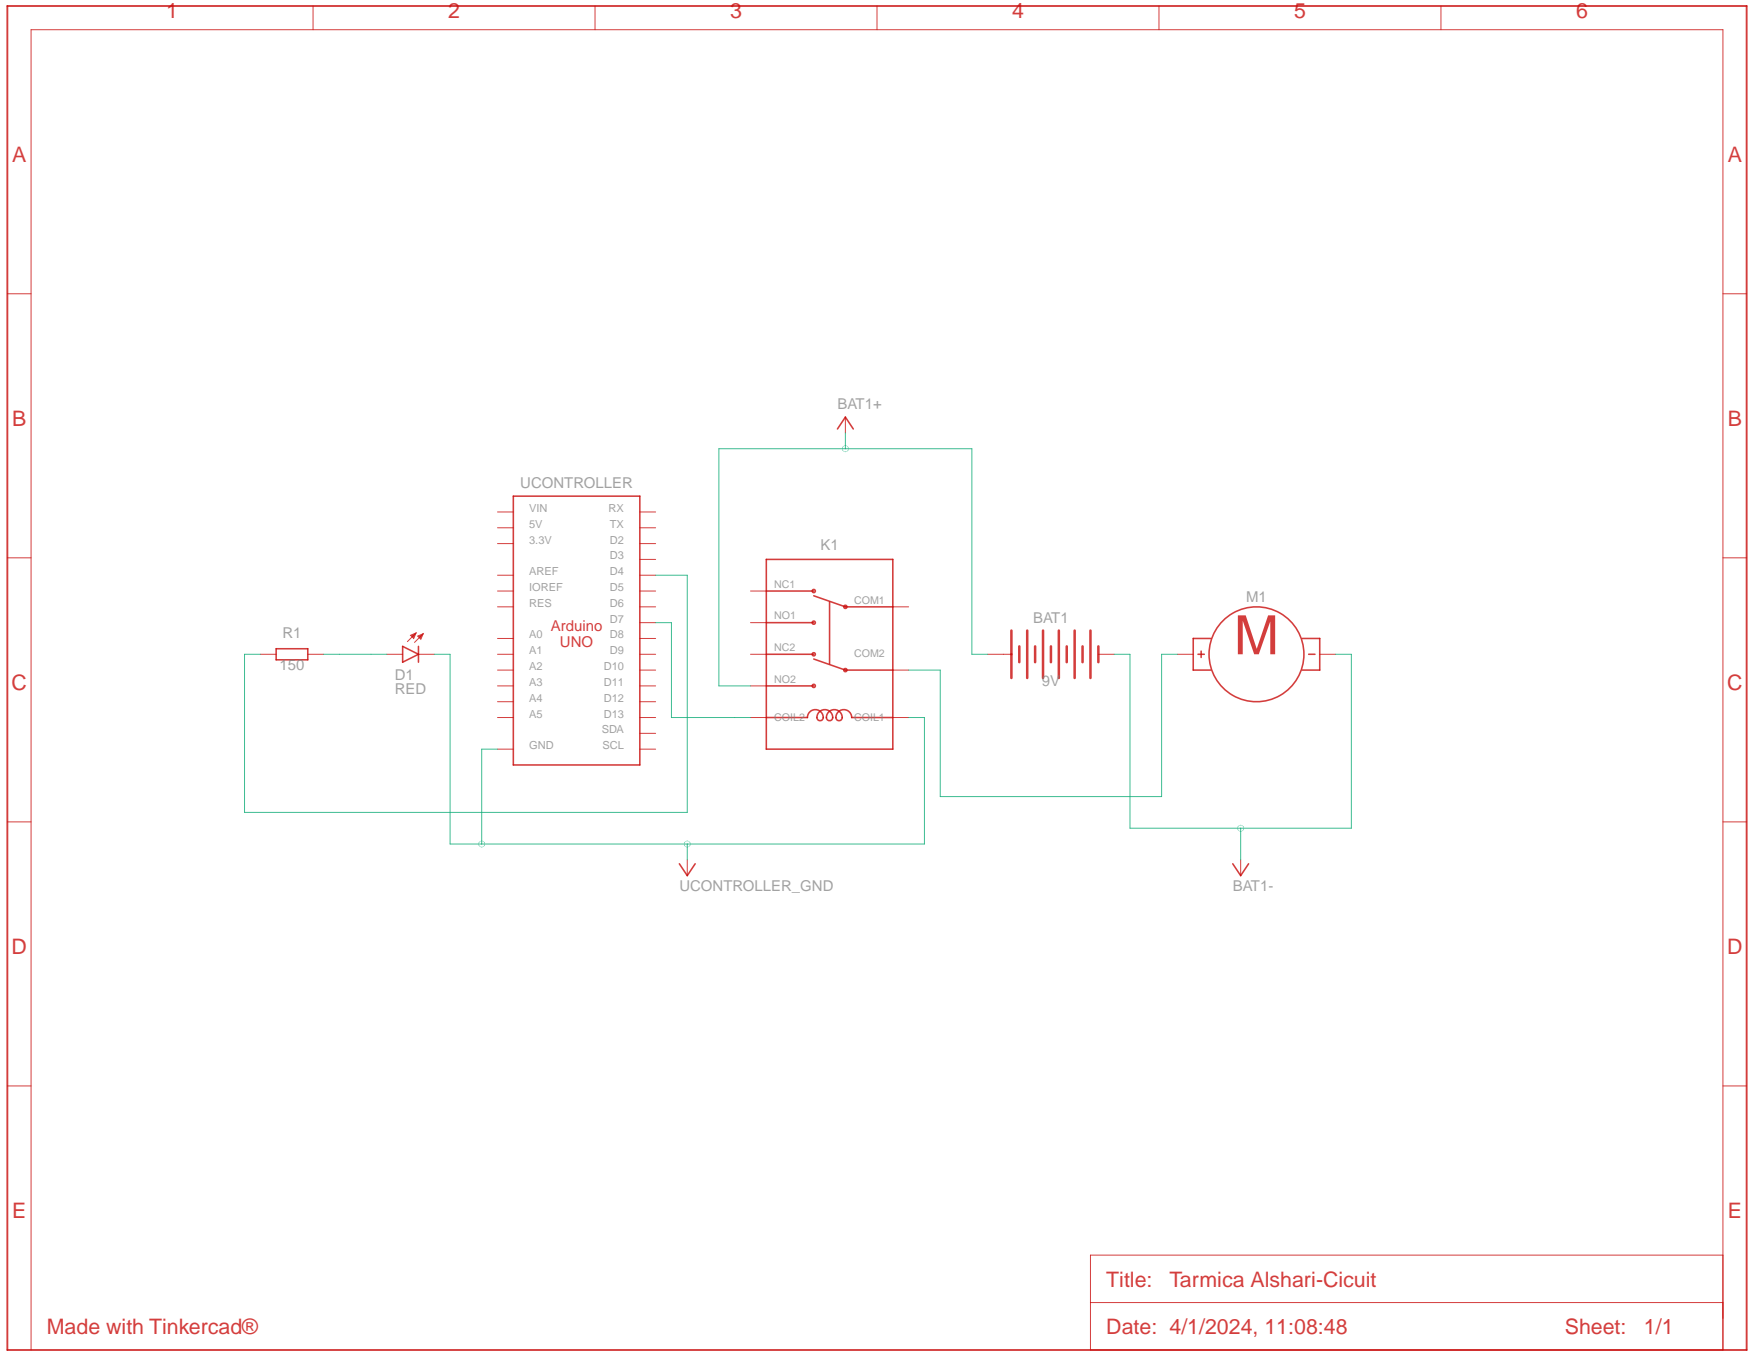 1 2 3 4 5 6
A A
B B
BAT1+
UCONTROLLER
VIN RX
5V TX
3.3V D2
D3
K1
AREF D4
IOREF D5
RES D6
D7
Arduino
UNO
A0 D8
A1 D9
A2 D10
A3 D11
A4 D12
A5 D13
SDA
GND SCL
NC1
COM1
NO1
NC2
COM2
NO2
COIL2 COIL1
R1
150
D1
RED
BAT1
9V
M1
M
+ -
C C
UCONTROLLER_GND
BAT1-
D D
E E
Title: Tarmica Alshari-Cicuit
Made with Tinkercad®
Date: 4/1/2024, 11:08:48 Sheet: 1/1